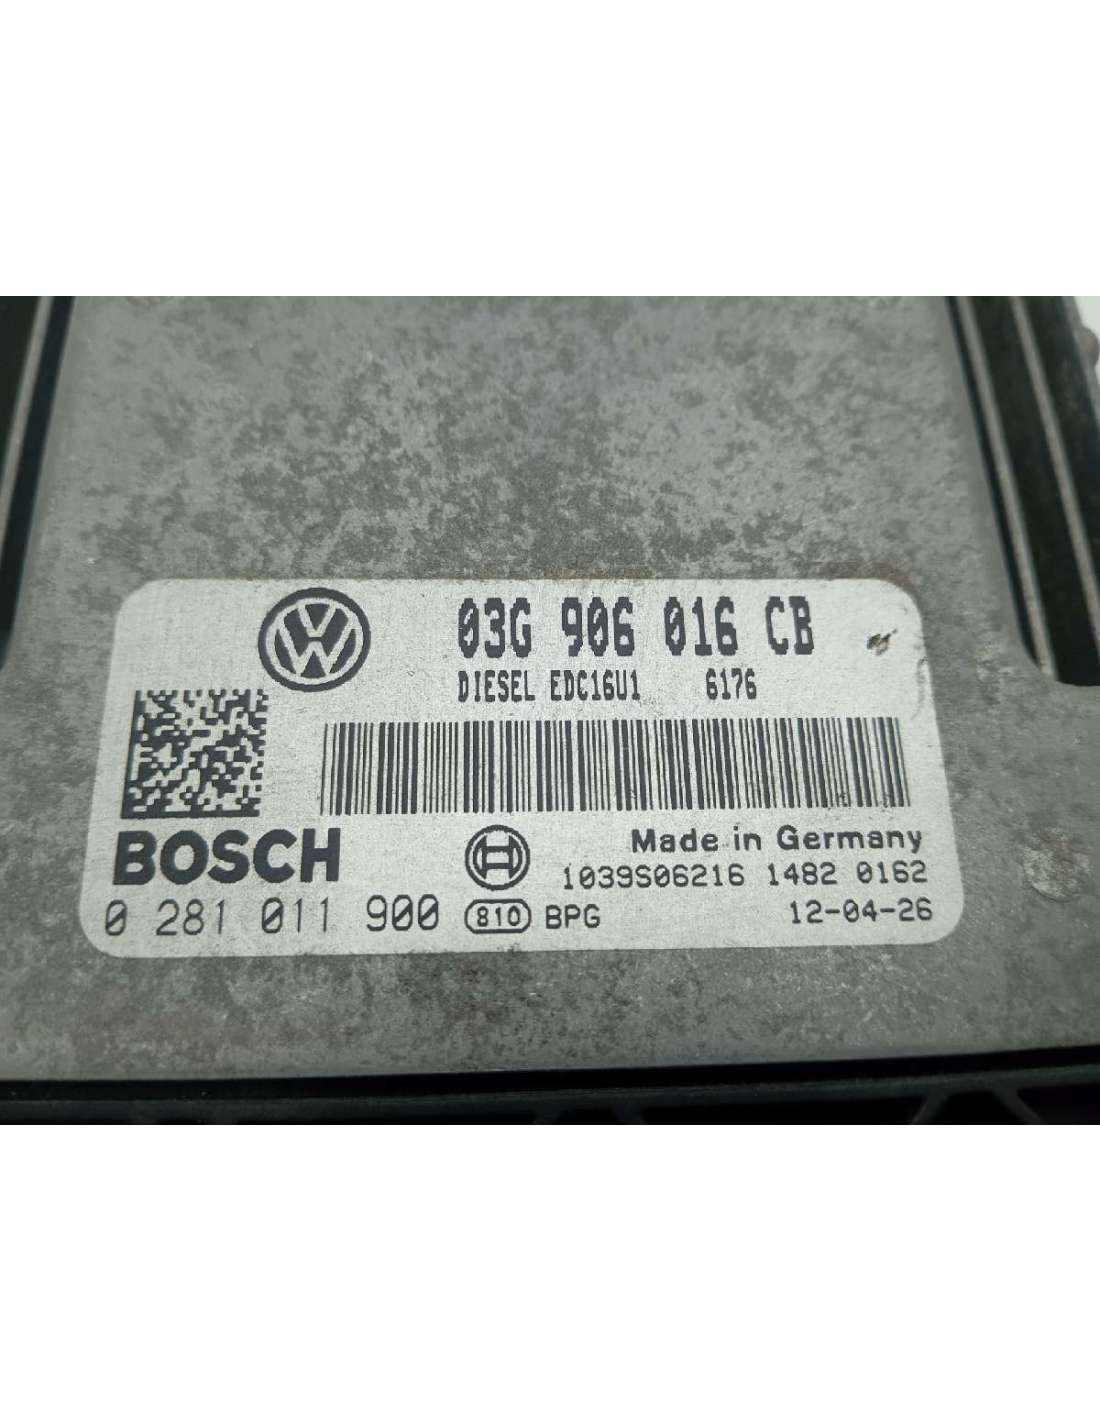 03G 906 016 CB
DIESEL EDC16U1 6176
BOSCH
Made in Germany
1039S06216 1482 0162
0 281 011 900 810 BPG 12-04-26